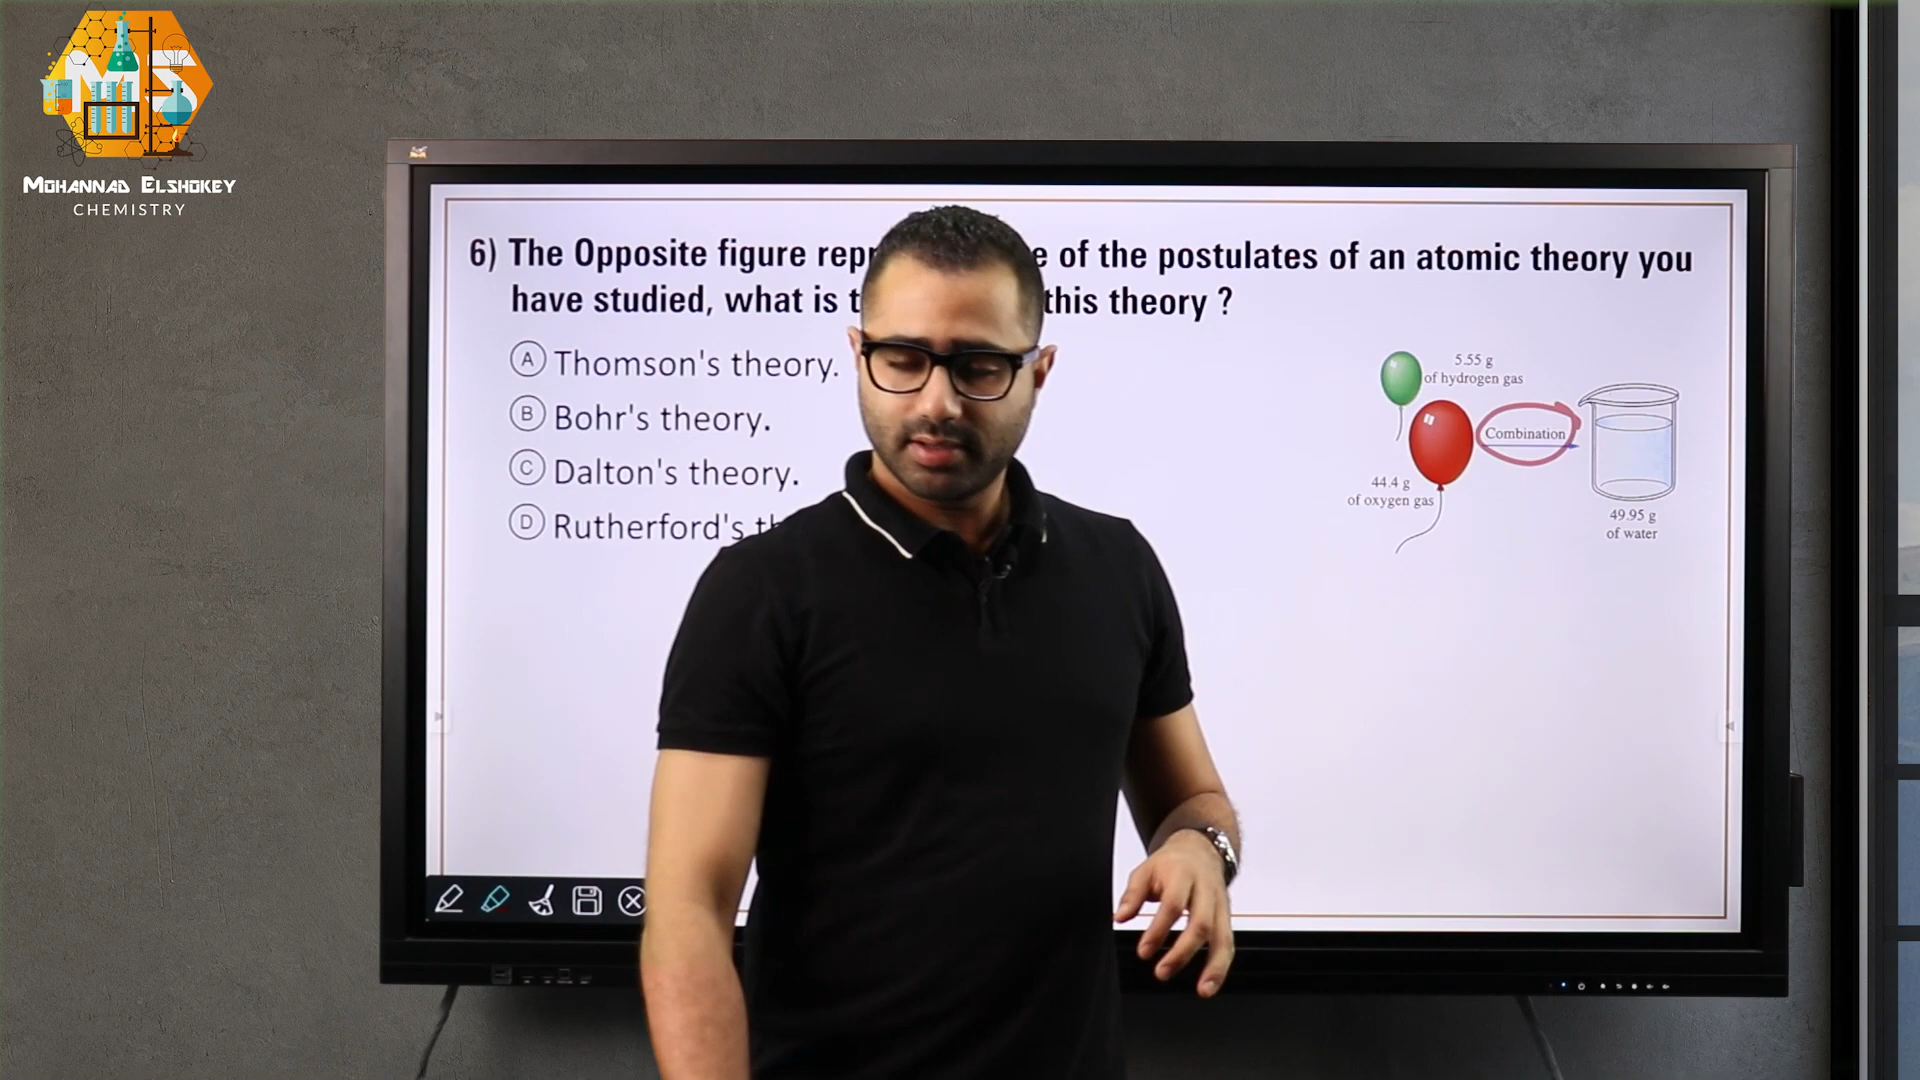 MS
MOHANNAD ELSHOKEY
CHEMISTRY
6) The Opposite figure rep e of the postulates of an atomic theory you
have studied, what is this theory ?
A Thomson's theory.
B Bohr's theory.
C Dalton's theory.
D Rutherford's
5.55 g
of hydrogen gas
Combination
44.4 g
of oxygen gas
49.95 g
of water